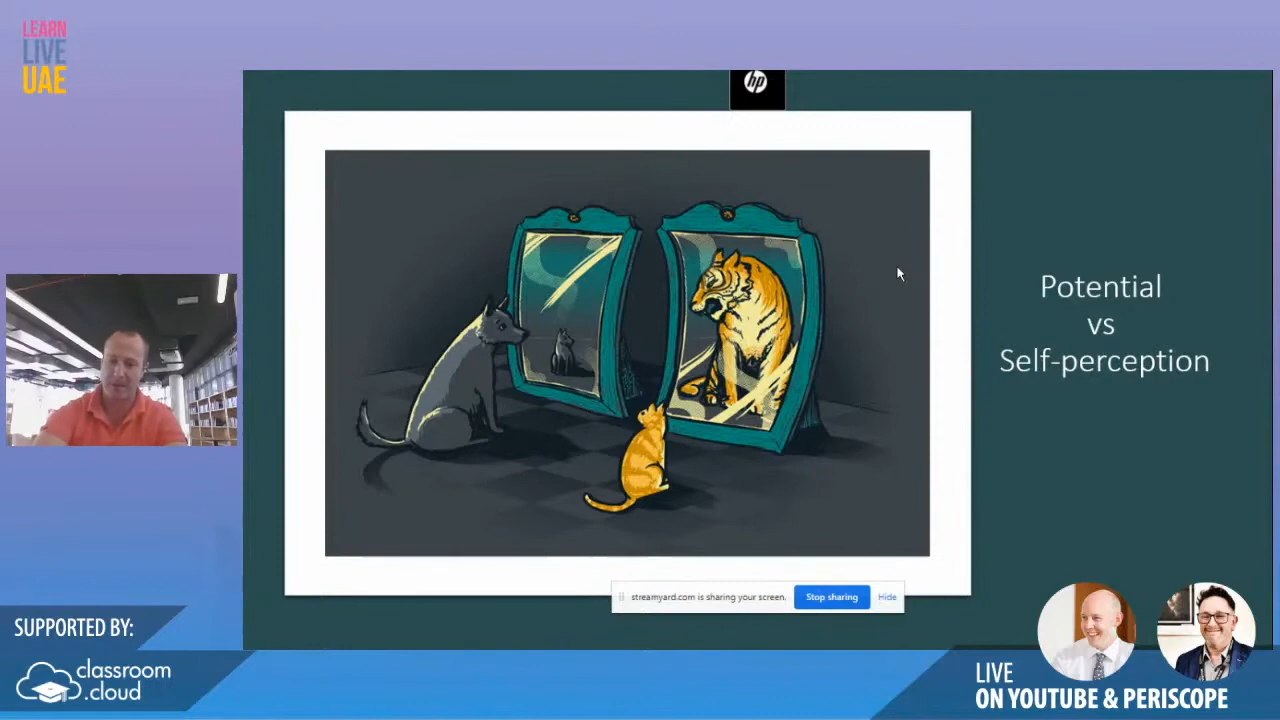 LEARN
LIVE
UAE
hp
Potential
vs
Self-perception
streamyard.com is sharing your screen.
Stop sharing
Hide
SUPPORTED BY:
classroom
.cloud
LIVE
ON YOUTUBE & PERISCOPE